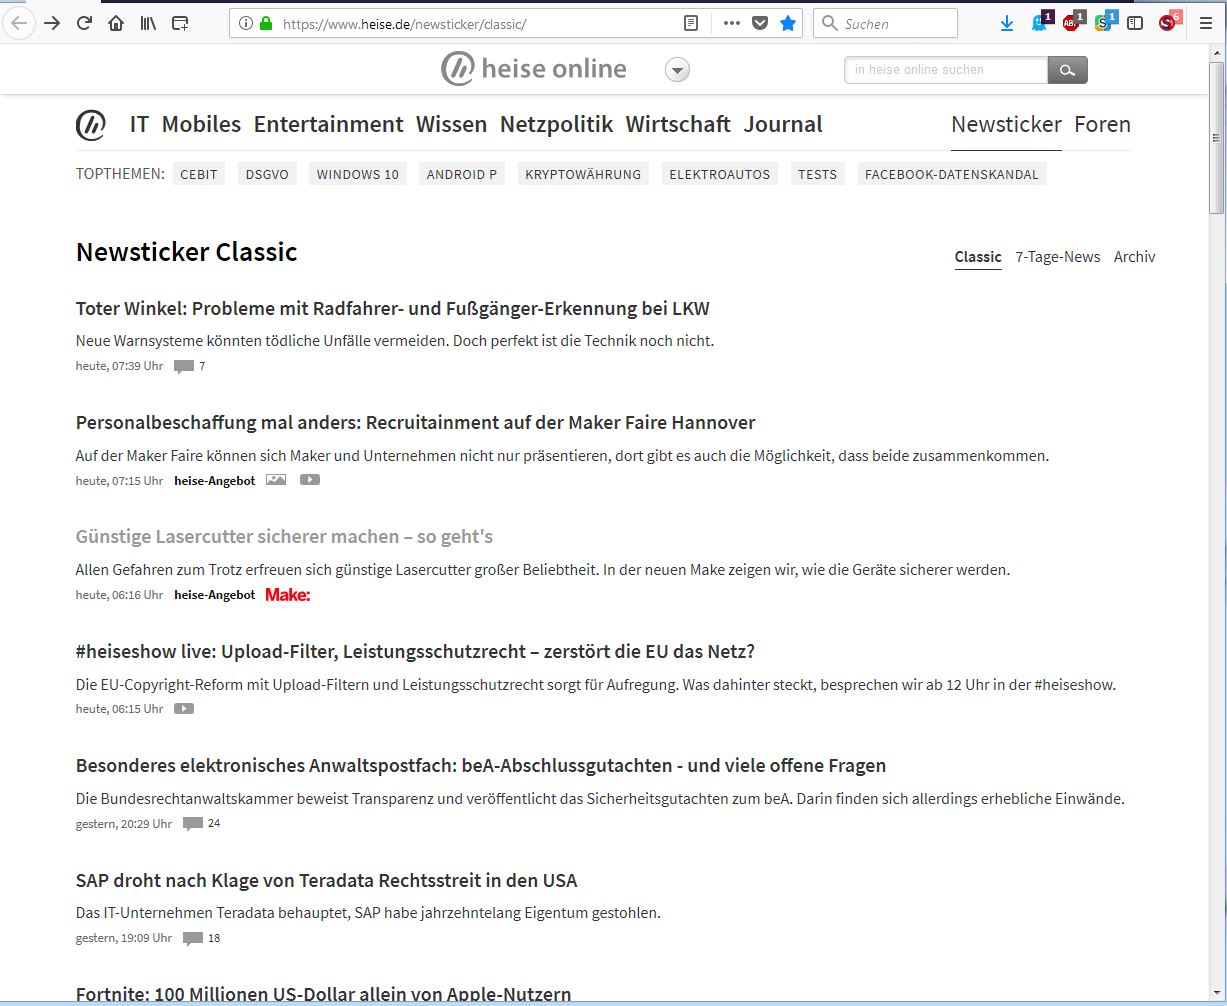 https://www.heise.de/newsticker/classic/
Suchen
1
ABP
1
S
1
S
6
heise online
in heise online suchen
IT Mobiles Entertainment Wissen Netzpolitik Wirtschaft Journal Newsticker Foren
TOPTHEMEN: CEBIT DSGVO WINDOWS 10 ANDROID P KRYPTOWÄHRUNG ELEKTROAUTOS TESTS FACEBOOK-DATENSKANDAL
Newsticker Classic
Classic 7-Tage-News Archiv
Toter Winkel: Probleme mit Radfahrer- und Fußgänger-Erkennung bei LKW
Neue Warnsysteme könnten tödliche Unfälle vermeiden. Doch perfekt ist die Technik noch nicht.
heute, 07:39 Uhr 7
Personalbeschaffung mal anders: Recruitainment auf der Maker Faire Hannover
Auf der Maker Faire können sich Maker und Unternehmen nicht nur präsentieren, dort gibt es auch die Möglichkeit, dass beide zusammenkommen.
heute, 07:15 Uhr heise-Angebot
Günstige Lasercutter sicherer machen – so geht's
Allen Gefahren zum Trotz erfreuen sich günstige Lasercutter großer Beliebtheit. In der neuen Make zeigen wir, wie die Geräte sicherer werden.
heute, 06:16 Uhr heise-Angebot Make:
#heiseshow live: Upload-Filter, Leistungsschutzrecht – zerstört die EU das Netz?
Die EU-Copyright-Reform mit Upload-Filtern und Leistungsschutzrecht sorgt für Aufregung. Was dahinter steckt, besprechen wir ab 12 Uhr in der #heiseshow.
heute, 06:15 Uhr
Besonderes elektronisches Anwaltspostfach: beA-Abschlussgutachten - und viele offene Fragen
Die Bundesrechtanwaltskammer beweist Transparenz und veröffentlicht das Sicherheitsgutachten zum beA. Darin finden sich allerdings erhebliche Einwände.
gestern, 20:29 Uhr 24
SAP droht nach Klage von Teradata Rechtsstreit in den USA
Das IT-Unternehmen Teradata behauptet, SAP habe jahrzehntelang Eigentum gestohlen.
gestern, 19:09 Uhr 18
Fortnite: 100 Millionen US-Dollar allein von Apple-Nutzern